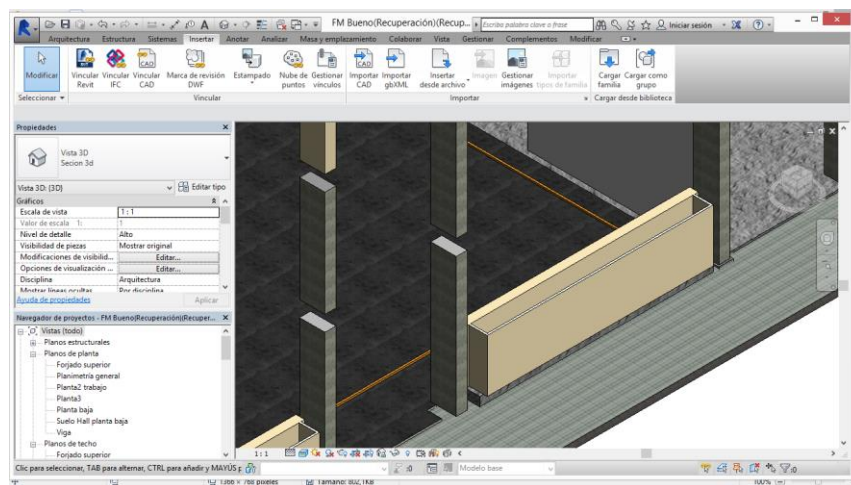 FM Bueno(Recuperación)(Recup...
Escriba palabra clave o frase
Iniciar sesión
Arquitectura Estructura Sistemas Insertar Anotar Analizar Masa y emplazamiento Colaborar Vista Gestionar Complementos Modificar
Modificar
Vincular Revit
Vincular IFC
Vincular CAD
Marca de revisión DWF
Estampado
Nube de puntos
Gestionar vínculos
Importar CAD
Importar gbXML
Insertar desde archivo
Imagen
Gestionar imágenes
Importar tipos de familia
Cargar familia
Cargar como grupo
Seleccionar
Vincular
Importar
Cargar desde biblioteca
Propiedades
Vista 3D
Secion 3d
Vista 3D: {3D}
Editar tipo
Gráficos
Escala de vista 1 : 1
Valor de escala 1: 1
Nivel de detalle Alto
Visibilidad de piezas Mostrar original
Modificaciones de visibilid... Editar...
Opciones de visualización ... Editar...
Disciplina Arquitectura
Mostrar líneas ocultas Por disciplina
Ayuda de propiedades Aplicar
Navegador de proyectos - FM Bueno(Recuperación)(Recuper...
Vistas (todo)
Planos estructurales
Planos de planta
Forjado superior
Planimetría general
Planta2 trabajo
Planta3
Planta baja
Suelo Hall planta baja
Viga
Planos de techo
Forjado superior
1 : 1
Clic para seleccionar, TAB para alternar, CTRL para añadir y MAYÚS p
:0
Modelo base
:0
1366 × 768 píxeles
Tamaño: 802,1KB
100%